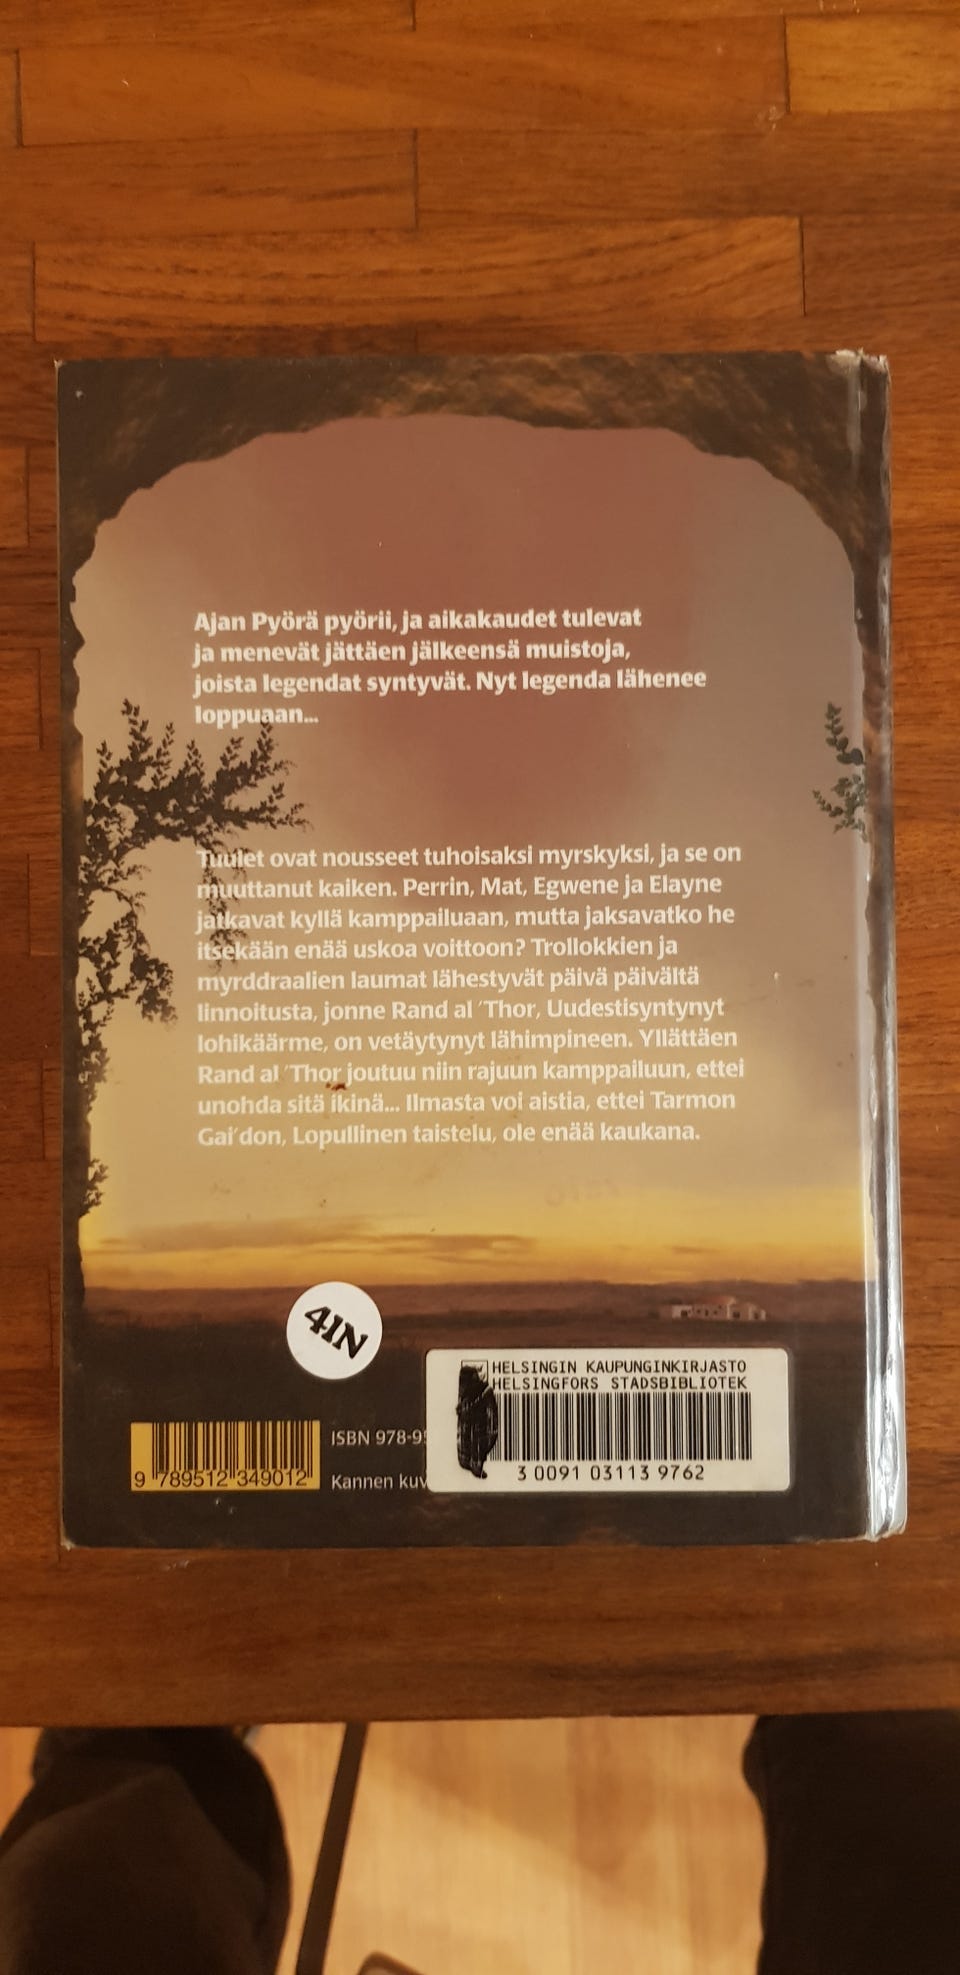 Ajan Pyörä pyörii, ja aikakaudet tulevat
ja menevät jättäen jälkeensä muistoja,
joista legendat syntyvät. Nyt legenda lähenee
loppuaan...
Tuulet ovat nousseet tuhoisaksi myrskyksi, ja se on
muuttanut kaiken. Perrin, Mat, Egwene ja Elayne
jatkavat kyllä kamppailuaan, mutta jaksavatko he
itsekään enää uskoa voittoon? Trollokkien ja
myrddraalien laumat lähestyvät päivä päivältä
linnoitusta, jonne Rand al ´Thor, Uudestisyntynyt
lohikäärme, on vetäytynyt lähimpineen. Yllättäen
Rand al ´Thor joutuu niin rajuun kamppailuun, ettei
unohda sitä ikinä... Ilmasta voi aistia, ettei Tarmon
Gai´don, Lopullinen taistelu, ole enää kaukana.
4IN
HELSINGIN KAUPUNGINKIRJASTO
HELSINGFORS STADSBIBLIOTEK
3 0091 03113 9762
ISBN 978-9
Kannen kuv
9 789512 349012